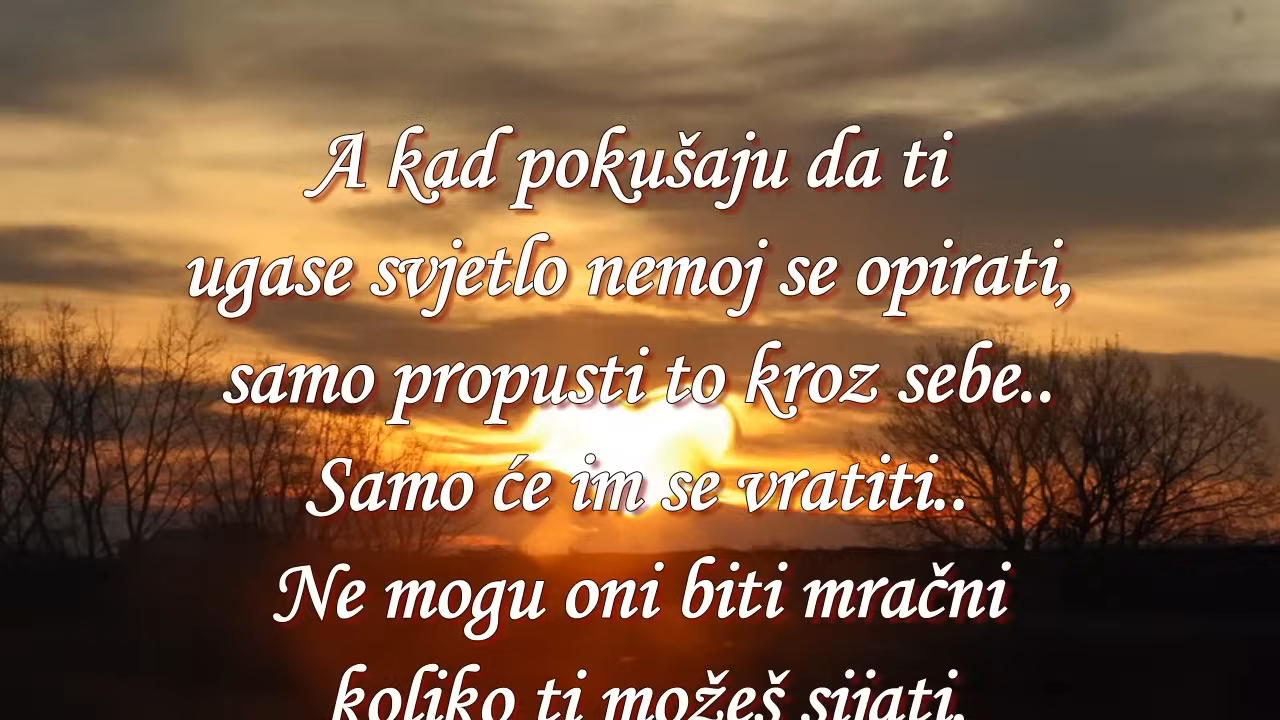 A kad pokušaju da ti
ugase svjetlo nemoj se opirati,
samo propusti to kroz sebe..
Samo će im se vratiti..
Ne mogu oni biti mračni
koliko ti možeš sijati.